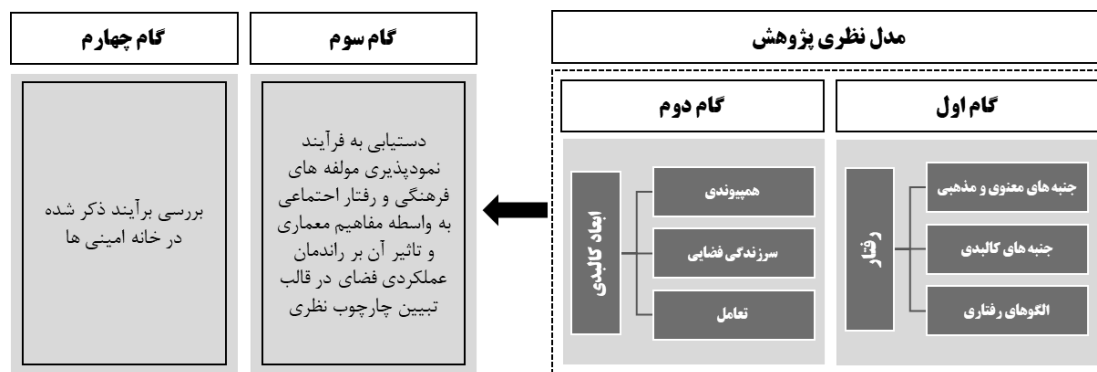 مدل نظری پژوهش
گام اول
رفتار
جنبه های معنوی و مذهبی
جنبه های کالبدی
الگوهای رفتاری
گام دوم
ابعاد کالبدی
همپیوندی
سرزندگی فضایی
تعامل
گام سوم
دستیابی به فرآیند
نمودپذیری مولفه های
فرهنگی و رفتار احتماعی
به واسطه مفاهیم معماری
و تاثیر آن بر راندمان
عملکردی فضای در قالب
تبیین چارچوب نظری
گام چهارم
بررسی برآیند ذکر شده
در خانه امینی ها